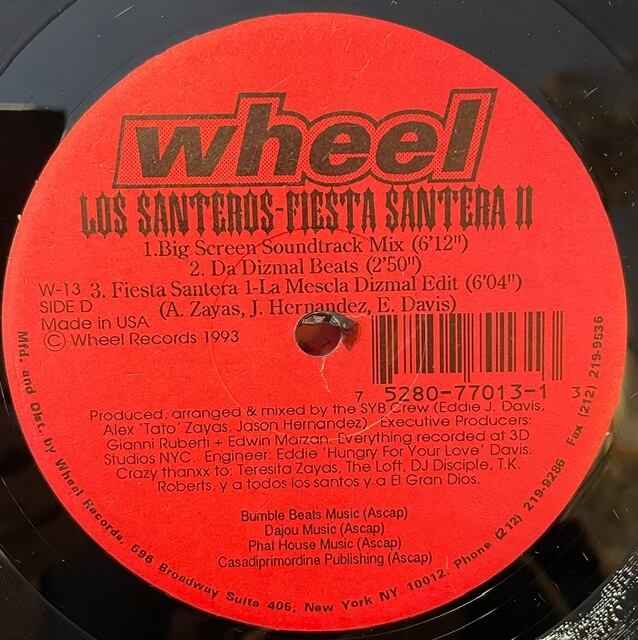 wheel
LOS SANTEROS-FIESTA SANTERA II
1.Big Screen Soundtrack Mix (6'12")
2. Da Dizmal Beats (2'50")
W-13 3. Fiesta Santera 1-La Mescla Dizmal Edit (6'04")
SIDE D (A. Zayas, J. Hernandez, E. Davis)
Made in USA
© Wheel Records 1993
7 5280-77013-1 3
Produced, arranged & mixed by the SYB Crew (Eddie J. Davis,
Alex 'Tato' Zayas, Jason Hernandez). Executive Producers:
Gianni Ruberti + Edwin Marzan. Everything recorded at 3D
Studios NYC. Engineer: Eddie 'Hungry For Your Love' Davis.
Crazy thanxx to: Teresita Zayas, The Loft, DJ Disciple, T.K.
Roberts, y a todos los santos y a El Gran Dios.
Bumble Beats Music (Ascap)
Dajou Music (Ascap)
Phat House Music (Ascap)
Casadiprimordine Publishing (Ascap)
Mfd. and Dist. by Wheel Records, 596 Broadway Suite 405, New York NY 10012. Phone (212) 219-9286 Fax (212) 219-9536